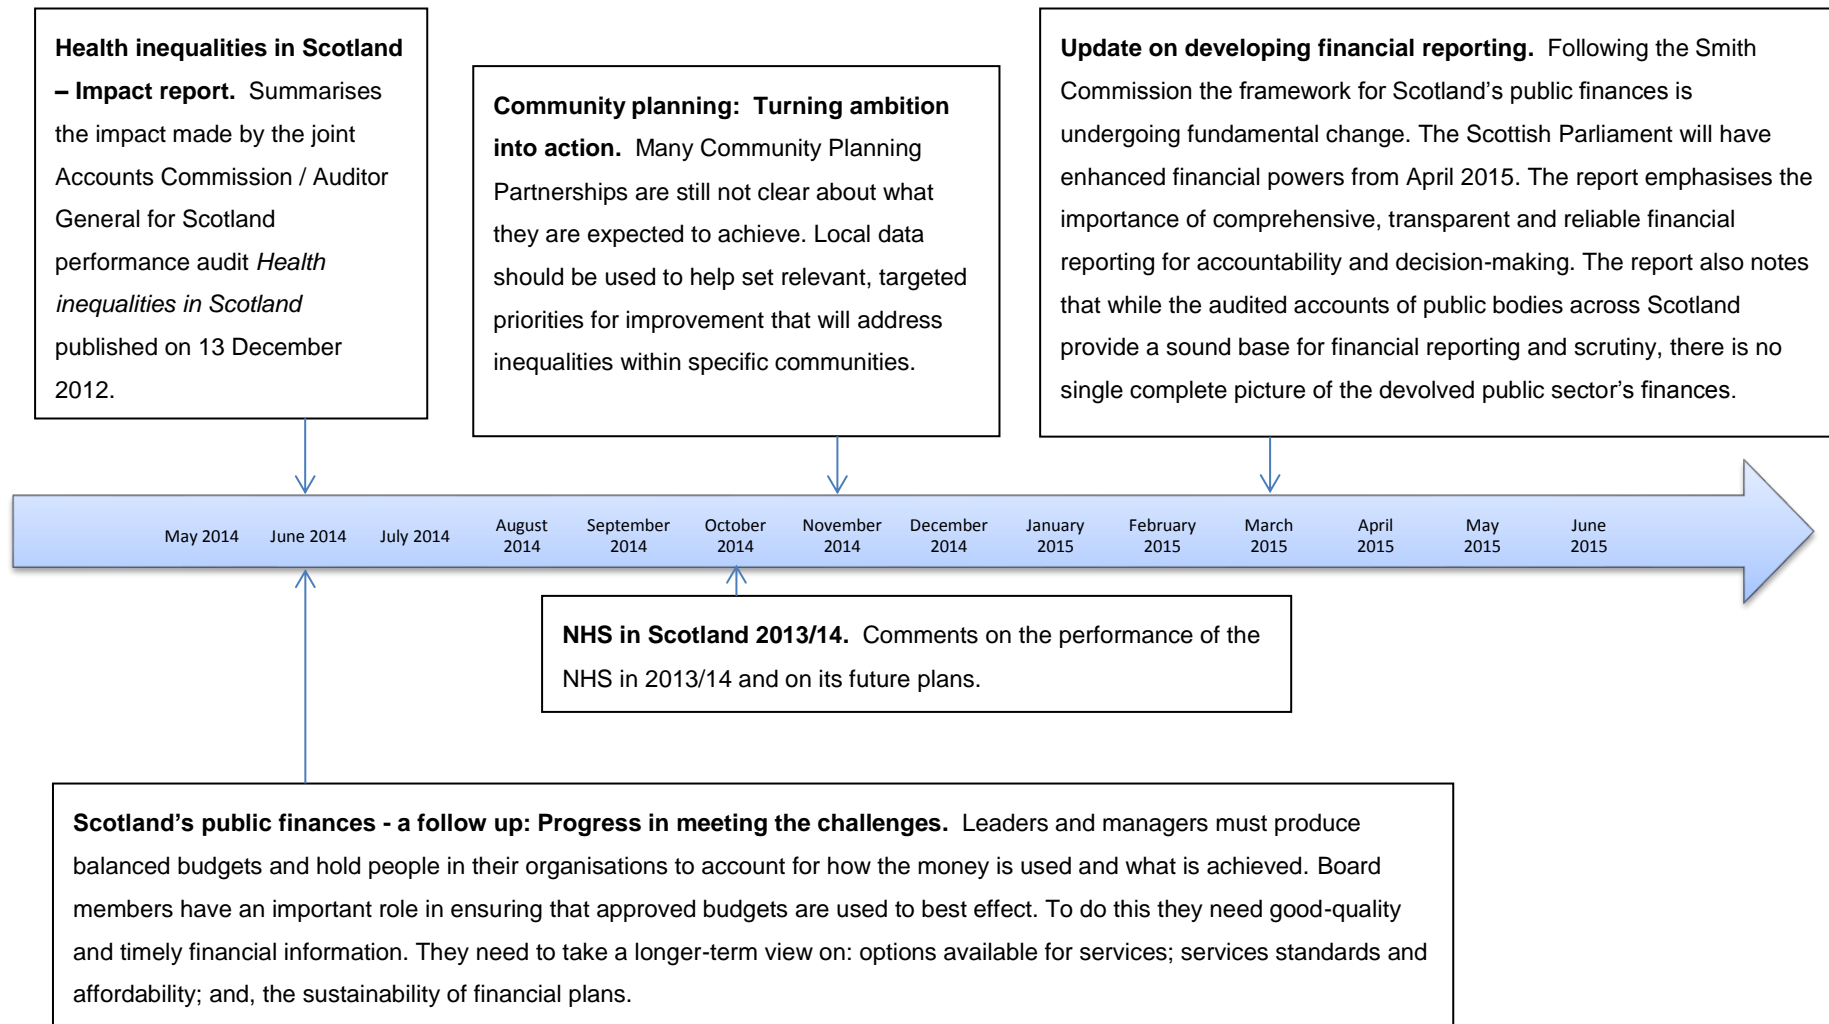 Health inequalities in Scotland
– Impact report.  Summarises
the impact made by the joint
Accounts Commission / Auditor
General for Scotland
performance audit Health
inequalities in Scotland
published on 13 December
2012.
Community planning:  Turning ambition
into action.  Many Community Planning
Partnerships are still not clear about what
they are expected to achieve. Local data
should be used to help set relevant, targeted
priorities for improvement that will address
inequalities within specific communities.
Update on developing financial reporting.  Following the Smith
Commission the framework for Scotland’s public finances is
undergoing fundamental change. The Scottish Parliament will have
enhanced financial powers from April 2015. The report emphasises the
importance of comprehensive, transparent and reliable financial
reporting for accountability and decision-making. The report also notes
that while the audited accounts of public bodies across Scotland
provide a sound base for financial reporting and scrutiny, there is no
single complete picture of the devolved public sector’s finances.
May 2014
June 2014
July 2014
August
2014
September
2014
October
2014
November
2014
December
2014
January
2015
February
2015
March
2015
April
2015
May
2015
June
2015
NHS in Scotland 2013/14.  Comments on the performance of the
NHS in 2013/14 and on its future plans.
Scotland’s public finances - a follow up: Progress in meeting the challenges.  Leaders and managers must produce
balanced budgets and hold people in their organisations to account for how the money is used and what is achieved. Board
members have an important role in ensuring that approved budgets are used to best effect. To do this they need good-quality
and timely financial information. They need to take a longer-term view on: options available for services; services standards and
affordability; and, the sustainability of financial plans.